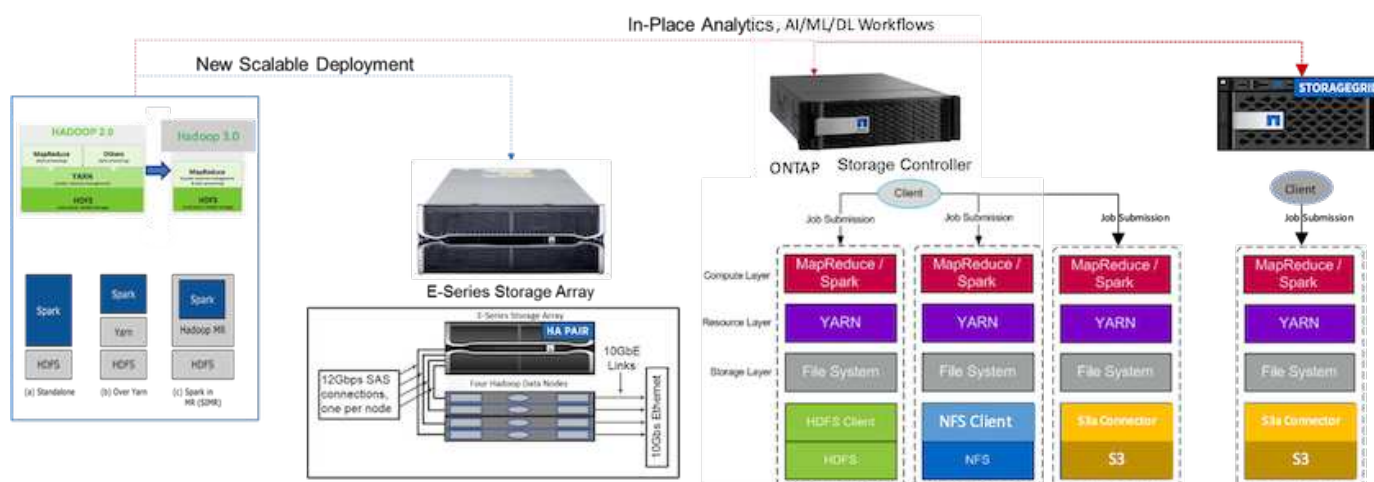 In-Place Analytics, AI/ML/DL Workflows
New Scalable Deployment
HADOOP 2.0
MapReduce
Others
YARN
HDFS
Hadoop 3.0
MapReduce
HDFS
Spark
HDFS
(a) Standalone
Spark
Yarn
HDFS
(b) Over Yarn
Spark
Hadoop MR
HDFS
(c) Spark in
MR (SIMR)
E-Series Storage Array
E-Series Storage Array
HA PAIR
12Gbps SAS
connections,
one per node
Four Hadoop Data Nodes
10GbE
Links
10Gbs Ethernet
ONTAP
Storage Controller
Client
Job Submission
Job Submission
Job Submission
Compute Layer
MapReduce /
Spark
MapReduce /
Spark
MapReduce /
Spark
Resource Layer
YARN
YARN
YARN
Storage Layer
File System
File System
File System
HDFS Client
NFS Client
S3a Connector
HDFS
NFS
S3
STORAGEGRID
Client
Job Submission
MapReduce /
Spark
YARN
File System
S3a Connector
S3